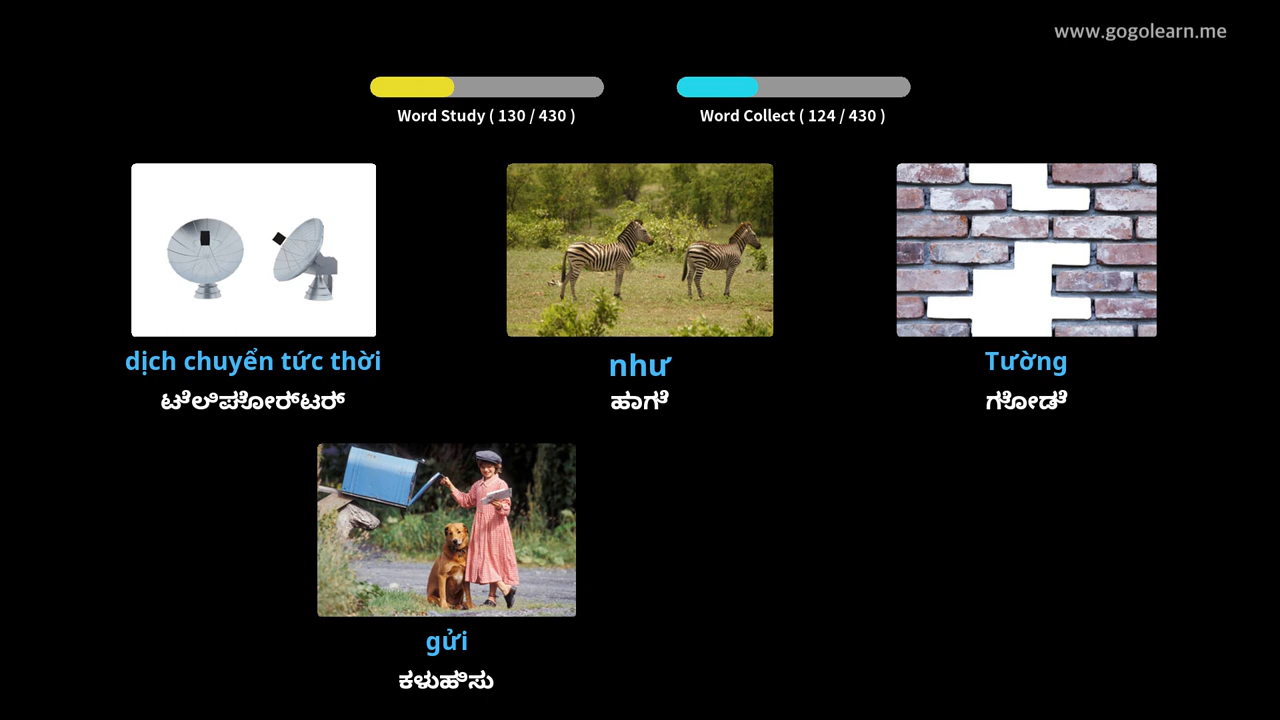 www.gogolearn.me
Word Study ( 130 / 430 )
Word Collect ( 124 / 430 )
dịch chuyển tức thời
ಟೆಲಿಪೋರ್ಟರ್
như
ಹಾಗೆ
Tường
ಗೋಡೆ
gửi
ಕಳುಹಿಸು